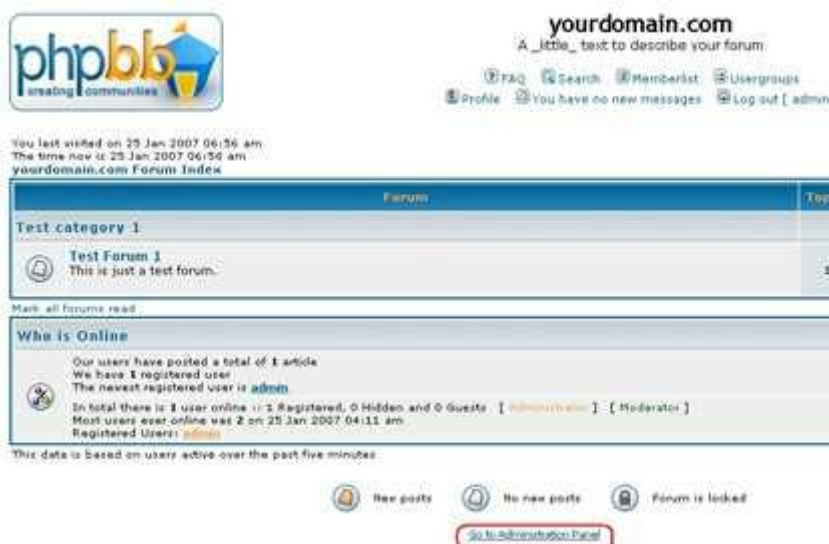 phpbb
creating communities
yourdomain.com
A _little_ text to describe your forum
FAQ Search Memberlist Usergroups
Profile You have no new messages Log out [ admin
You last visited on 25 Jan 2007 06:56 am
The time now is 25 Jan 2007 06:56 am
yourdomain.com Forum Index
Forum Top
Test category 1
Test Forum 1
This is just a test forum.
1
Mark all forums read
Who is Online
Our users have posted a total of 1 article
We have 1 registered user
The newest registered user is admin
In total there is 1 user online :: 1 Registered, 0 Hidden and 0 Guests [ Administrator ] [ Moderator ]
Most users ever online was 2 on 25 Jan 2007 04:11 am
Registered Users: admin
This data is based on users active over the past five minutes
New posts No new posts Forum is locked
Go to Administration Panel